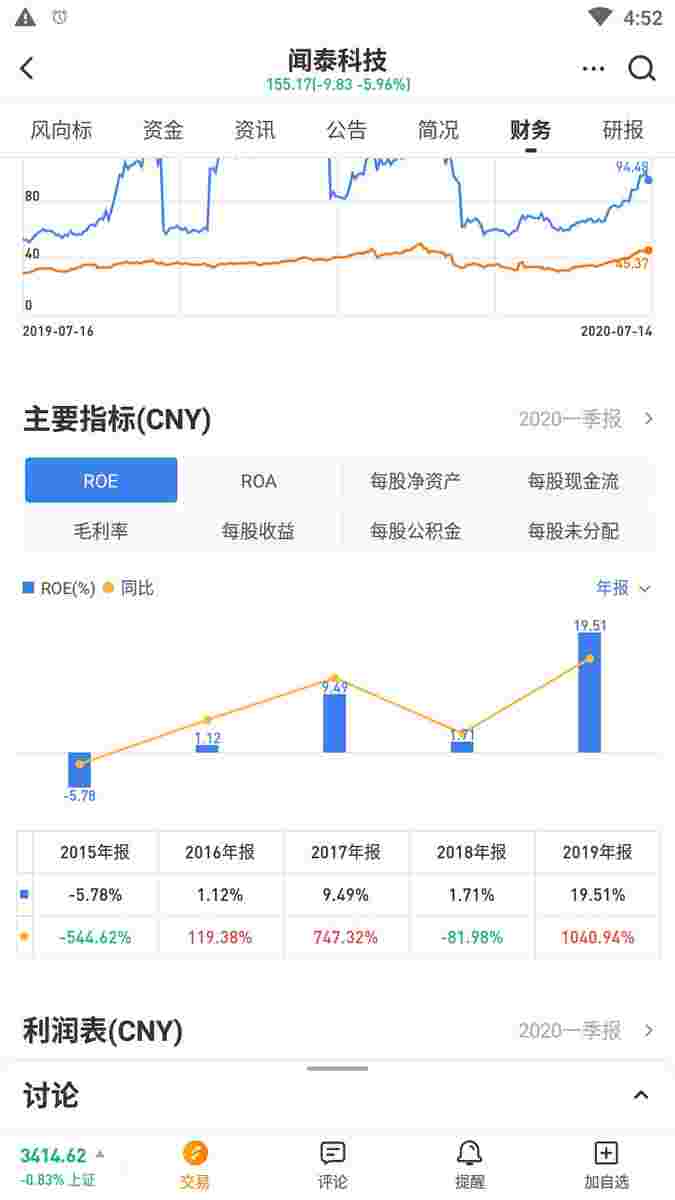 4:52
闻泰科技
155.17(-9.83 -5.96%)
风向标 资金 资讯 公告 简况 财务 研报
94.48
80
40
45.37
0
2019-07-16 2020-07-14
主要指标(CNY) 2020一季报
ROE ROA 每股净资产 每股现金流
毛利率 每股收益 每股公积金 每股未分配
ROE(%) 同比 年报
19.51
9.49
1.12 1.71
-5.78
2015年报 2016年报 2017年报 2018年报 2019年报
-5.78% 1.12% 9.49% 1.71% 19.51%
-544.62% 119.38% 747.32% -81.98% 1040.94%
利润表(CNY) 2020一季报
讨论
3414.62
-0.83% 上证
交易 评论 提醒 加自选